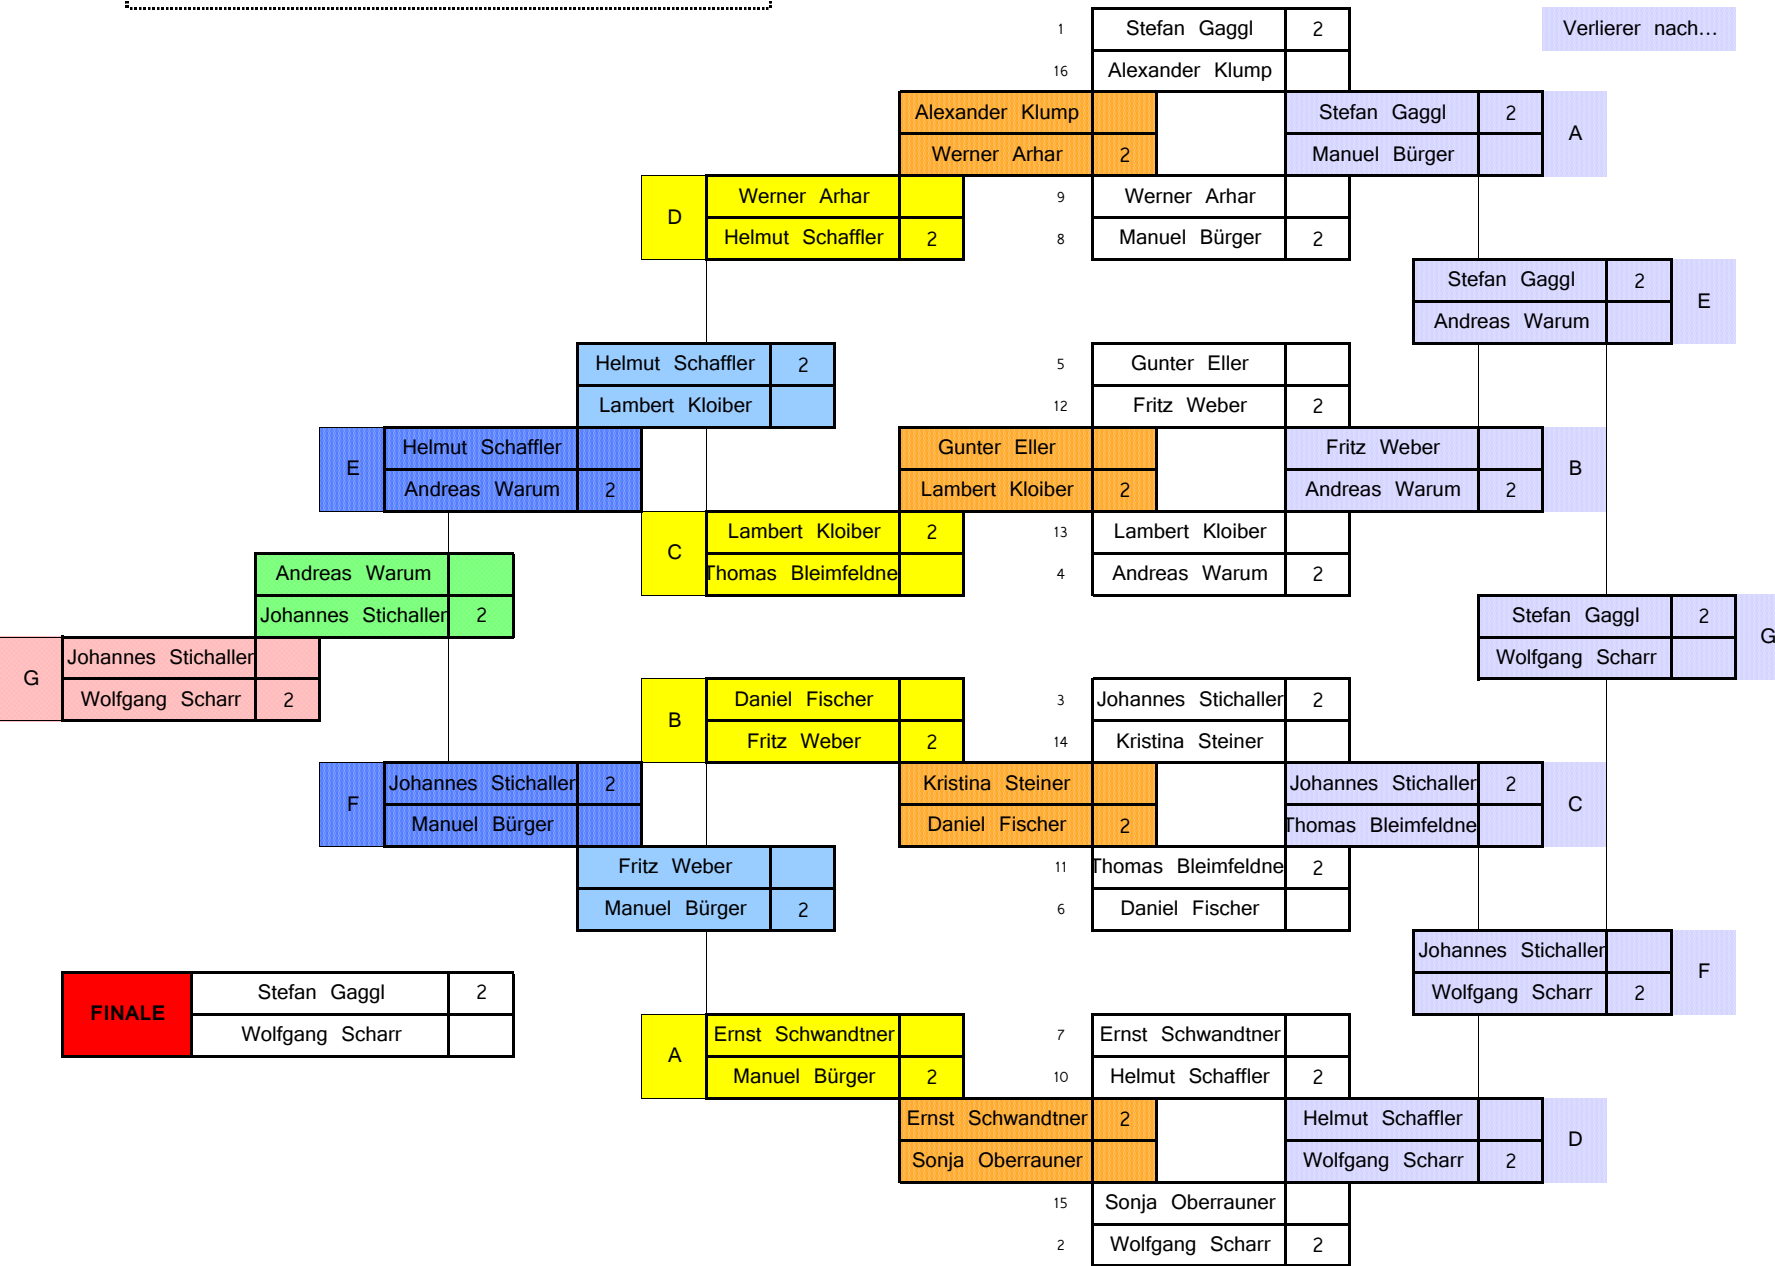 1 Stefan Gaggl 2 Verlierer nach...
16 Alexander Klump
Alexander Klump Stefan Gaggl 2
A
Werner Arhar 2 Manuel Bürger
Werner Arhar 9 Werner Arhar
D
Helmut Schaffler 2 8 Manuel Bürger 2
Stefan Gaggl 2
E
Andreas Warum
Helmut Schaffler 2 5 Gunter Eller
Lambert Kloiber 12 Fritz Weber 2
Helmut Schaffler Gunter Eller Fritz Weber
E B
Andreas Warum 2 Lambert Kloiber 2 Andreas Warum 2
Lambert Kloiber 2 13 Lambert Kloiber
C
Andreas Warum Thomas Bleimfeldne 4 Andreas Warum 2
Johannes Stichaller 2 Stefan Gaggl 2
G
Johannes Stichaller Wolfgang Scharr
G
Wolfgang Scharr 2 Daniel Fischer 3 Johannes Stichaller 2
B
Fritz Weber 2 14 Kristina Steiner
Johannes Stichaller 2 Kristina Steiner Johannes Stichaller 2
F C
Manuel Bürger Daniel Fischer 2 Thomas Bleimfeldne
Fritz Weber 11 Thomas Bleimfeldne 2
Manuel Bürger 2 6 Daniel Fischer
Johannes Stichaller
F
Stefan Gaggl 2 Wolfgang Scharr 2
FINALE
Wolfgang Scharr Ernst Schwandtner 7 Ernst Schwandtner
A
Manuel Bürger 2 10 Helmut Schaffler 2
Ernst Schwandtner 2 Helmut Schaffler
D
Sonja Oberrauner Wolfgang Scharr 2
15 Sonja Oberrauner
2 Wolfgang Scharr 2